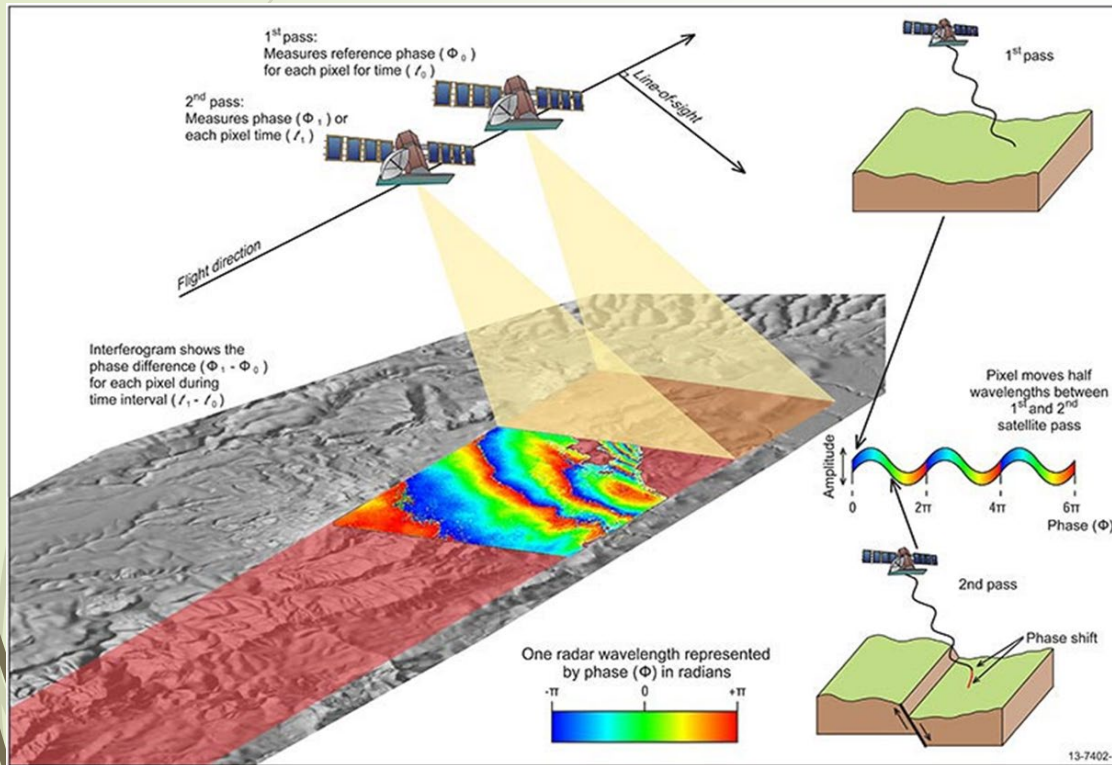 1st pass:
Measures reference phase (Φ0)
for each pixel for time (t0)
2nd pass:
Measures phase (Φ1) or
each pixel time (t1)
Line-of-sight
Flight direction
1st pass
Interferogram shows the
phase difference (Φ1 - Φ0)
for each pixel during
time interval (t1 - t0)
Pixel moves half
wavelengths between
1st and 2nd
satellite pass
Amplitude
0 2π 4π 6π
Phase (Φ)
2nd pass
Phase shift
One radar wavelength represented
by phase (Φ) in radians
-π 0 +π
13-7402-